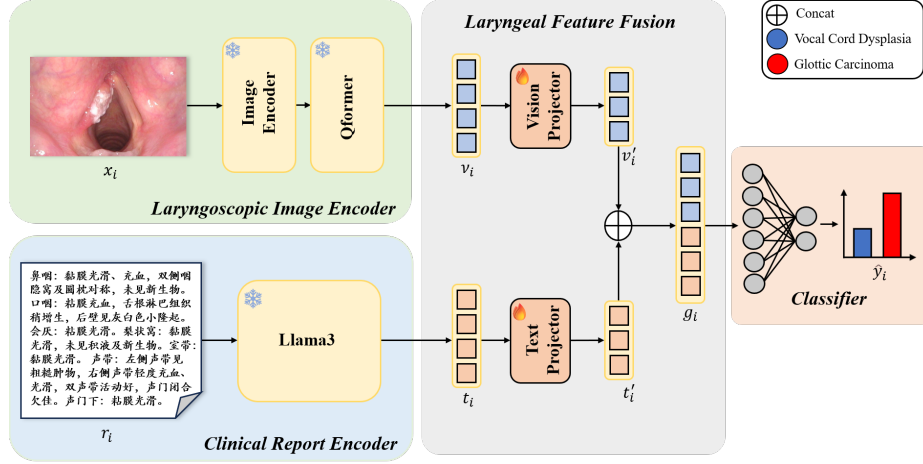 Laryngeal Feature Fusion
Concat
Vocal Cord Dysplasia
Glottic Carcinoma
Image
Encoder
Qformer
Vision
Projector
x_i
v_i
v'_i
Laryngoscopic Image Encoder
鼻咽：黏膜光滑、充血，双侧咽
隐窝及圆枕对称，未见新生物。
口咽：黏膜充血，舌根淋巴组织
稍增生，后壁见灰白色小隆起。
会厌：黏膜光滑。梨状窝：黏膜
光滑，未见积液及新生物。室带：
黏膜光滑。声带：左侧声带见
粗糙肿物，右侧声带轻度充血、
光滑，双声带活动好，声门闭合
欠佳。声门下：黏膜光滑。
r_i
Llama3
Clinical Report Encoder
Text
Projector
t_i
t'_i
g_i
ŷ_i
Classifier